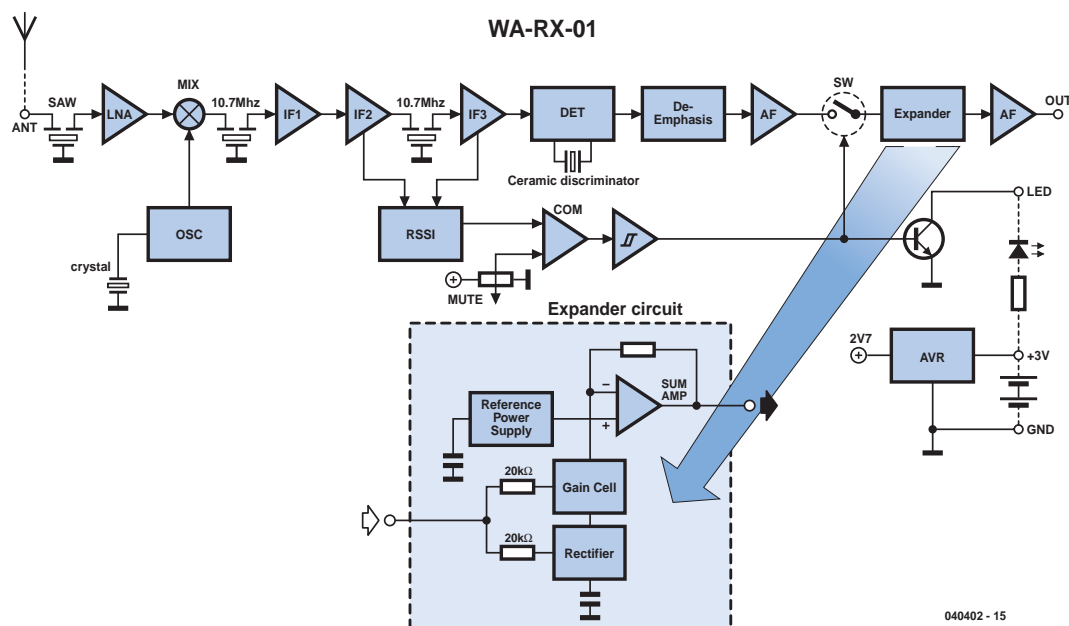 WA-RX-01
ANT
SAW
LNA
MIX
10.7Mhz
IF1
IF2
10.7Mhz
IF3
DET
De-
Emphasis
AF
SW
Expander
AF
OUT
Ceramic discriminator
OSC
crystal
RSSI
COM
MUTE
LED
2V7
AVR
+3V
GND
Expander circuit
Reference
Power
Supply
−
+
SUM
AMP
20kΩ
Gain Cell
20kΩ
Rectifier
040402 - 15